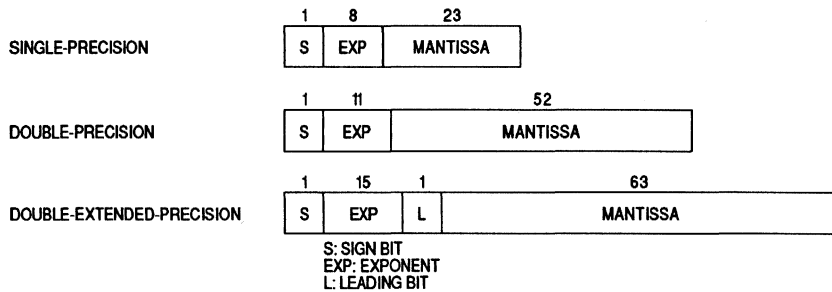 1 8 23
SINGLE-PRECISION S EXP MANTISSA
1 11 52
DOUBLE-PRECISION S EXP MANTISSA
1 15 1 63
DOUBLE-EXTENDED-PRECISION S EXP L MANTISSA
S: SIGN BIT
EXP: EXPONENT
L: LEADING BIT